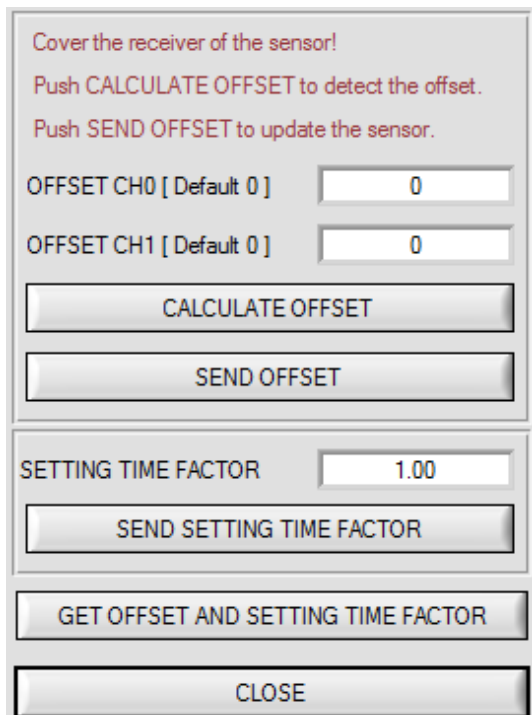 Cover the receiver of the sensor!
Push CALCULATE OFFSET to detect the offset.
Push SEND OFFSET to update the sensor.
OFFSET CH0 [ Default 0 ] 0
OFFSET CH1 [ Default 0 ] 0
CALCULATE OFFSET
SEND OFFSET
SETTING TIME FACTOR 1.00
SEND SETTING TIME FACTOR
GET OFFSET AND SETTING TIME FACTOR
CLOSE